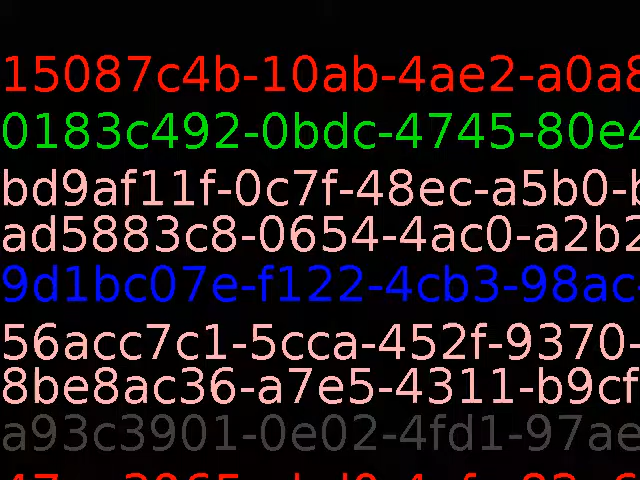 15087c4b-10ab-4ae2-a0a8
0183c492-0bdc-4745-80e4
bd9af11f-0c7f-48ec-a5b0-b
ad5883c8-0654-4ac0-a2b2
9d1bc07e-f122-4cb3-98ac-
56acc7c1-5cca-452f-9370-
8be8ac36-a7e5-4311-b9cf
a93c3901-0e02-4fd1-97ae